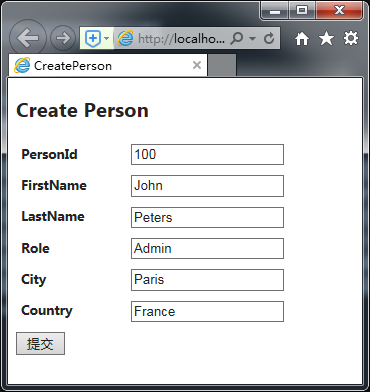 http://localho...
CreatePerson
Create Person
PersonId 100
FirstName John
LastName Peters
Role Admin
City Paris
Country France
提交